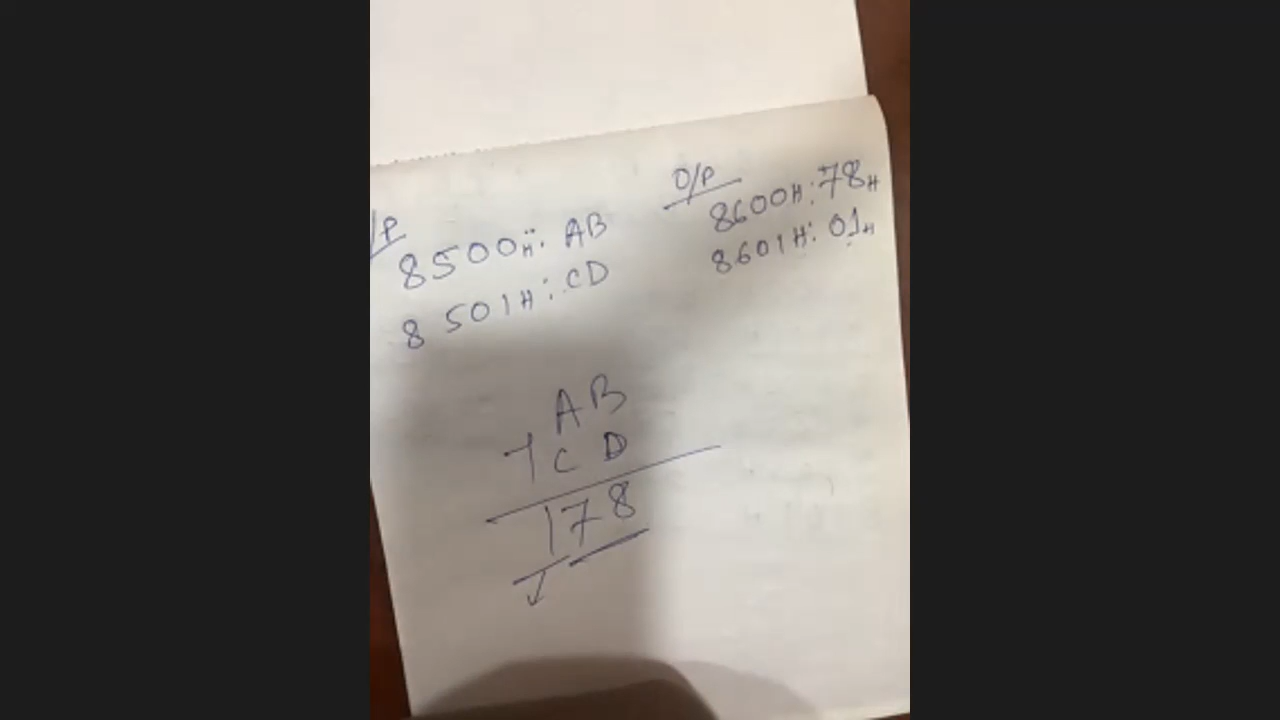 /P
8500H: AB
8501H: CD
O/P
8600H: 78H
8601H: 01H
AB
+ CD
178